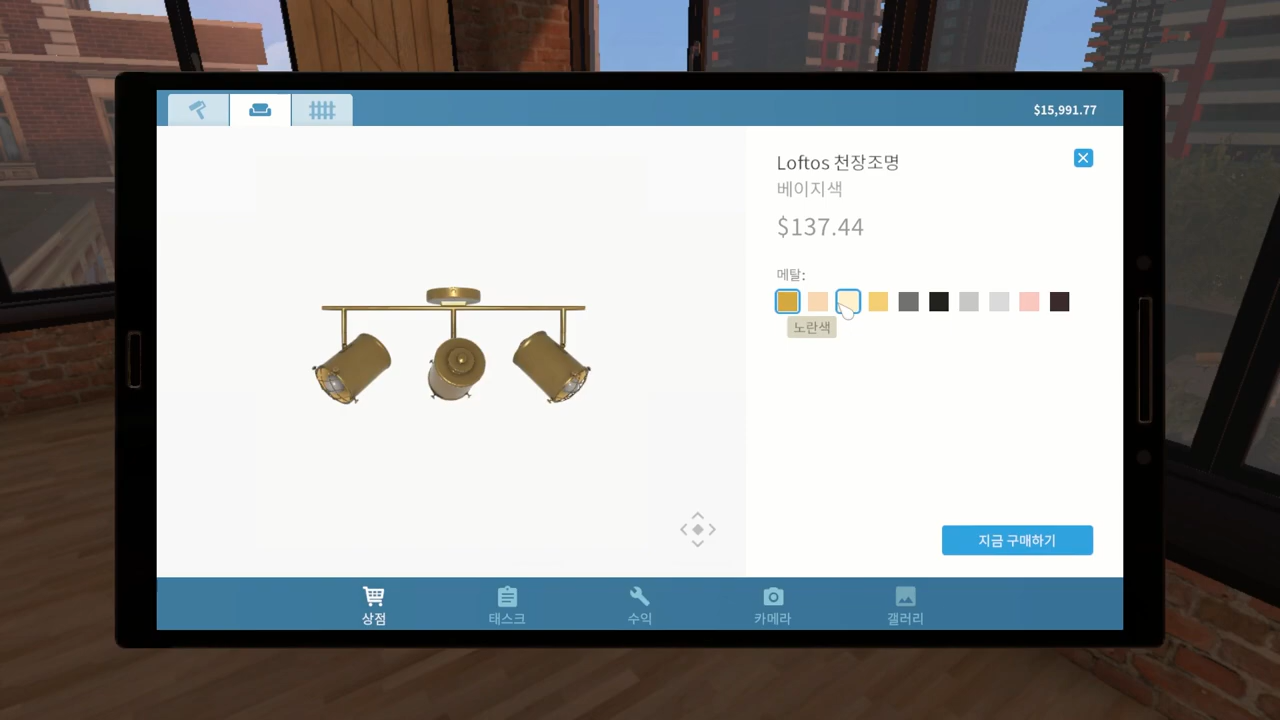 $15,991.77
Loftos 천장조명
베이지색
$137.44
메탈:
노란색
지금 구매하기
상점
태스크
수익
카메라
갤러리